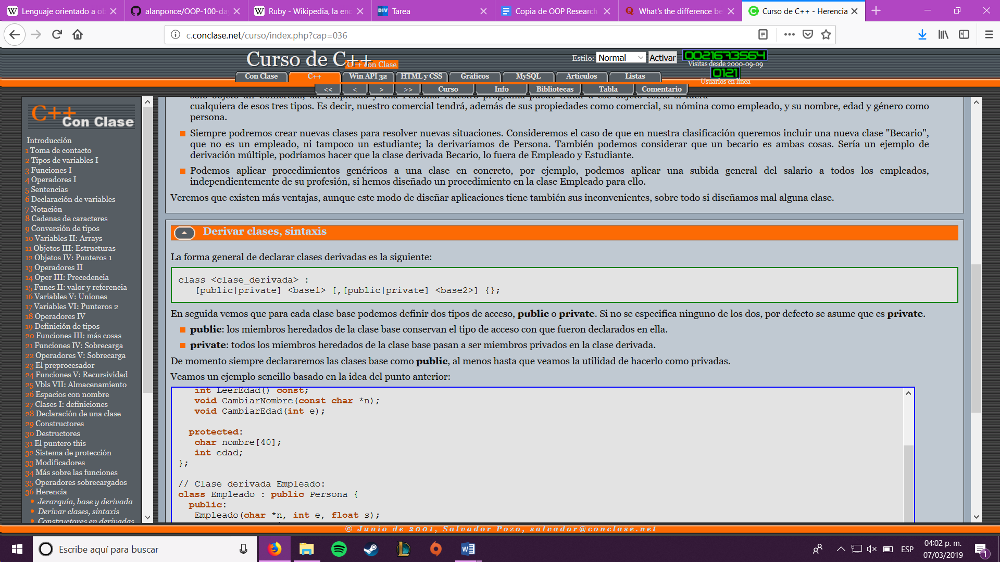 Lenguaje orientado a ob
alanponce/OOP-100-da
Ruby - Wikipedia, la enc
DIV Tarea
Copia de OOP Research
What's the difference be
Curso de C++ - Herencia
c.conclase.net/curso/index.php?cap=036
Curso de C++
C++ con Clase
Estilo: Normal Activar
0021673564
Visitas desde 2000-09-09
0121
Usuarios en línea
Con Clase C++ Win API 32 HTML y CSS Gráficos MySQL Artículos Listas
<< < > >> Curso Info Bibliotecas Tabla Comentario
C++
Con Clase
Introducción
1 Toma de contacto
2 Tipos de variables I
3 Funciones I
4 Operadores I
5 Sentencias
6 Declaración de variables
7 Notación
8 Cadenas de caracteres
9 Conversión de tipos
10 Variables II: Arrays
11 Objetos III: Estructuras
12 Objetos IV: Punteros 1
13 Operadores II
14 Oper III: Precedencia
15 Funcs II: valor y referencia
16 Variables V: Uniones
17 Variables VI: Punteros 2
18 Operadores IV
19 Definición de tipos
20 Funciones III: más cosas
21 Funciones IV: Sobrecarga
22 Operadores V: Sobrecarga
23 El preprocesador
24 Funciones V: Recursividad
25 Vbls VII: Almacenamiento
26 Espacios con nombre
27 Clases I: definiciones
28 Declaración de una clase
29 Constructores
30 Destructores
31 El puntero this
32 Sistema de protección
33 Modificadores
34 Más sobre las funciones
35 Operadores sobrecargados
36 Herencia
Jerarquía, base y derivada
Derivar clases, sintaxis
Constructores en derivadas
solo objeto un Comercial, un Empleado y una Persona. Nuestro programa puede tratar a ese objeto como si fuera
cualquiera de esos tres tipos. Es decir, nuestro comercial tendrá, además de sus propiedades como comercial, su nómina como empleado, y su nombre, edad y género como
persona.
Siempre podremos crear nuevas clases para resolver nuevas situaciones. Consideremos el caso de que en nuestra clasificación queremos incluir una nueva clase "Becario",
que no es un empleado, ni tampoco un estudiante; la derivaríamos de Persona. También podemos considerar que un becario es ambas cosas. Sería un ejemplo de
derivación múltiple, podríamos hacer que la clase derivada Becario, lo fuera de Empleado y Estudiante.
Podemos aplicar procedimientos genéricos a una clase en concreto, por ejemplo, podemos aplicar una subida general del salario a todos los empleados,
independientemente de su profesión, si hemos diseñado un procedimiento en la clase Empleado para ello.
Veremos que existen más ventajas, aunque este modo de diseñar aplicaciones tiene también sus inconvenientes, sobre todo si diseñamos mal alguna clase.
Derivar clases, sintaxis
La forma general de declarar clases derivadas es la siguiente:
class <clase_derivada> :
[public|private] <base1> [,[public|private] <base2>] {};
En seguida vemos que para cada clase base podemos definir dos tipos de acceso, public o private. Si no se especifica ninguno de los dos, por defecto se asume que es private.
public: los miembros heredados de la clase base conservan el tipo de acceso con que fueron declarados en ella.
private: todos los miembros heredados de la clase base pasan a ser miembros privados en la clase derivada.
De momento siempre declararemos las clases base como public, al menos hasta que veamos la utilidad de hacerlo como privadas.
Veamos un ejemplo sencillo basado en la idea del punto anterior:
int LeerEdad() const;
void CambiarNombre(const char *n);
void CambiarEdad(int e);
protected:
char nombre[40];
int edad;
};
// Clase derivada Empleado:
class Empleado : public Persona {
public:
Empleado(char *n, int e, float s);
© Junio de 2001, Salvador Pozo, salvador@conclase.net
Escribe aquí para buscar
ESP
04:02 p. m.
07/03/2019
1